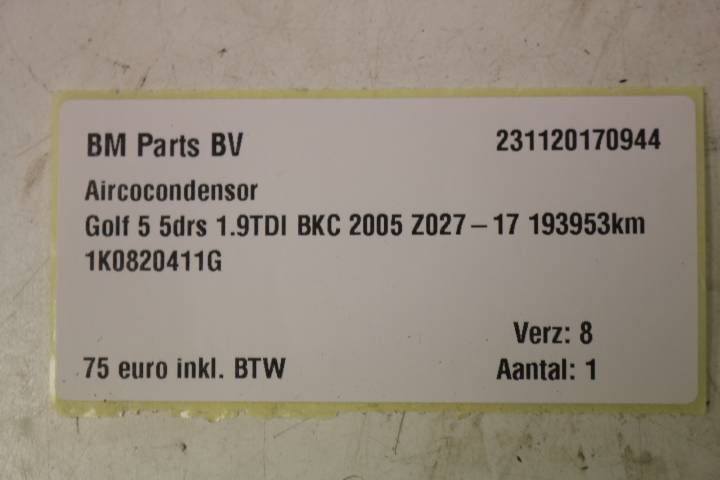 BM Parts BV 231120170944
Aircocondensor
Golf 5 5drs 1.9TDI BKC 2005 Z027-17 193953km
1K0820411G
Verz: 8
75 euro inkl. BTW Aantal: 1